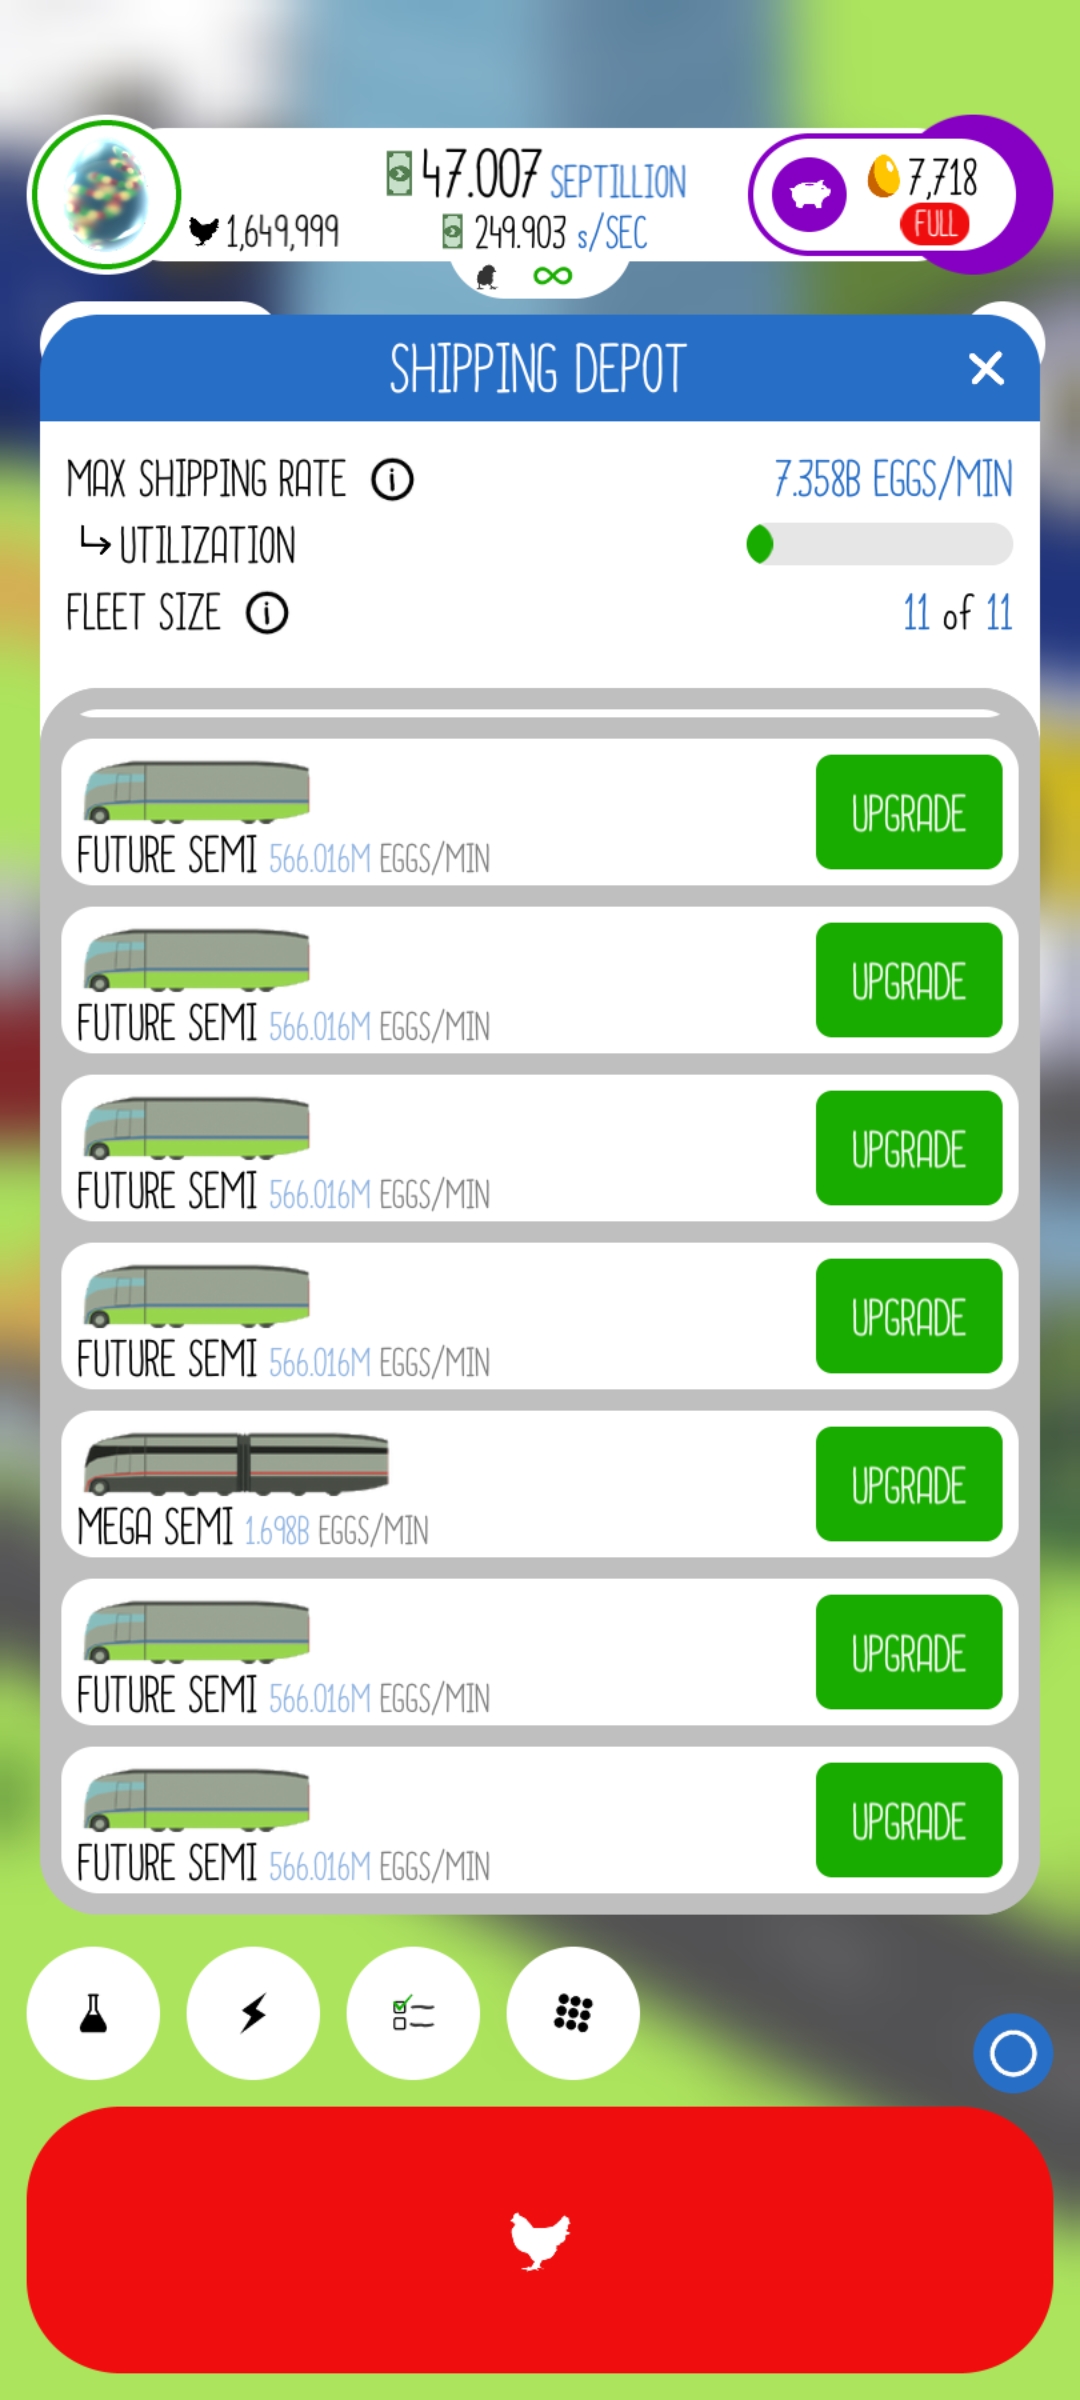 47.007 SEPTILLION
1,649,999
249.903 s/SEC
7,718
FULL
SHIPPING DEPOT
MAX SHIPPING RATE 7.358B EGGS/MIN
UTILIZATION
FLEET SIZE 11 of 11
UPGRADE
FUTURE SEMI 566.016M EGGS/MIN
UPGRADE
FUTURE SEMI 566.016M EGGS/MIN
UPGRADE
FUTURE SEMI 566.016M EGGS/MIN
UPGRADE
FUTURE SEMI 566.016M EGGS/MIN
UPGRADE
MEGA SEMI 1.698B EGGS/MIN
UPGRADE
FUTURE SEMI 566.016M EGGS/MIN
UPGRADE
FUTURE SEMI 566.016M EGGS/MIN